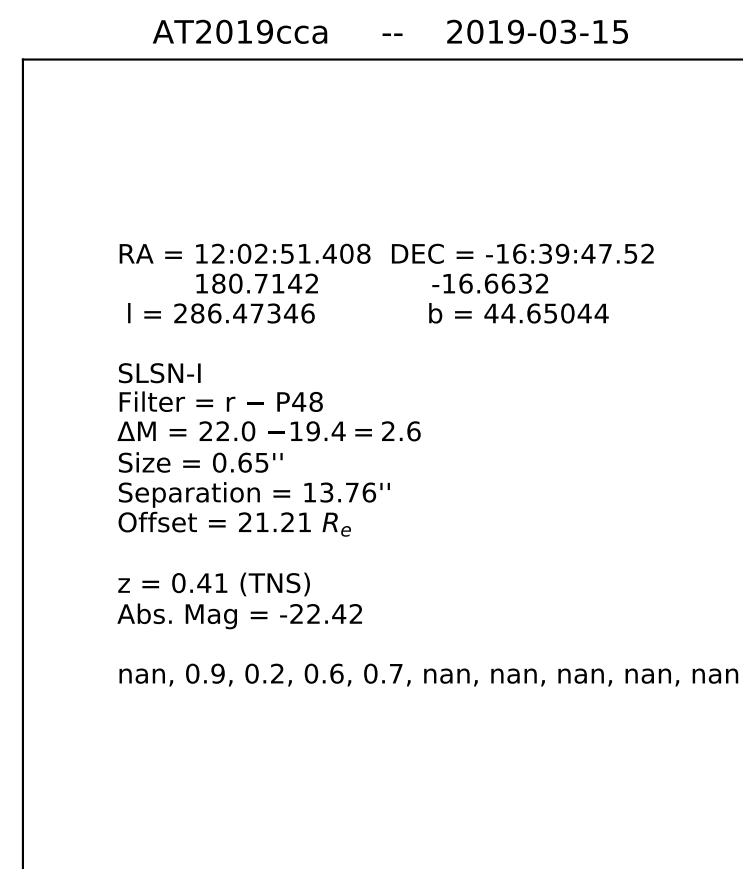 AT2019cca -- 2019-03-15
RA = 12:02:51.408 DEC = -16:39:47.52
180.7142 -16.6632
l = 286.47346 b = 44.65044
SLSN-I
Filter = r − P48
ΔM = 22.0 −19.4 = 2.6
Size = 0.65''
Separation = 13.76''
Offset = 21.21 Re
z = 0.41 (TNS)
Abs. Mag = -22.42
nan, 0.9, 0.2, 0.6, 0.7, nan, nan, nan, nan, nan